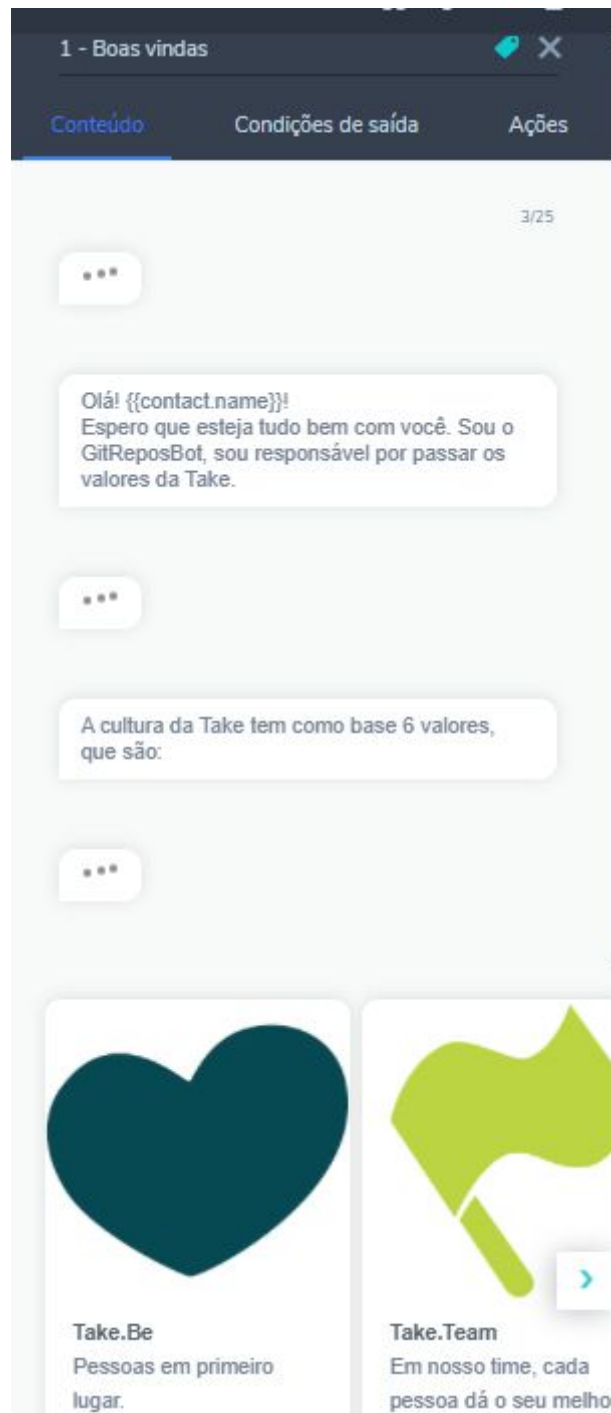 1 - Boas vindas
Conteúdo Condições de saída Ações
3/25
Olá! {{contact.name}}!
Espero que esteja tudo bem com você. Sou o
GitReposBot, sou responsável por passar os
valores da Take.
A cultura da Take tem como base 6 valores,
que são:
Take.Be
Pessoas em primeiro
lugar.
Take.Team
Em nosso time, cada
pessoa dá o seu melho